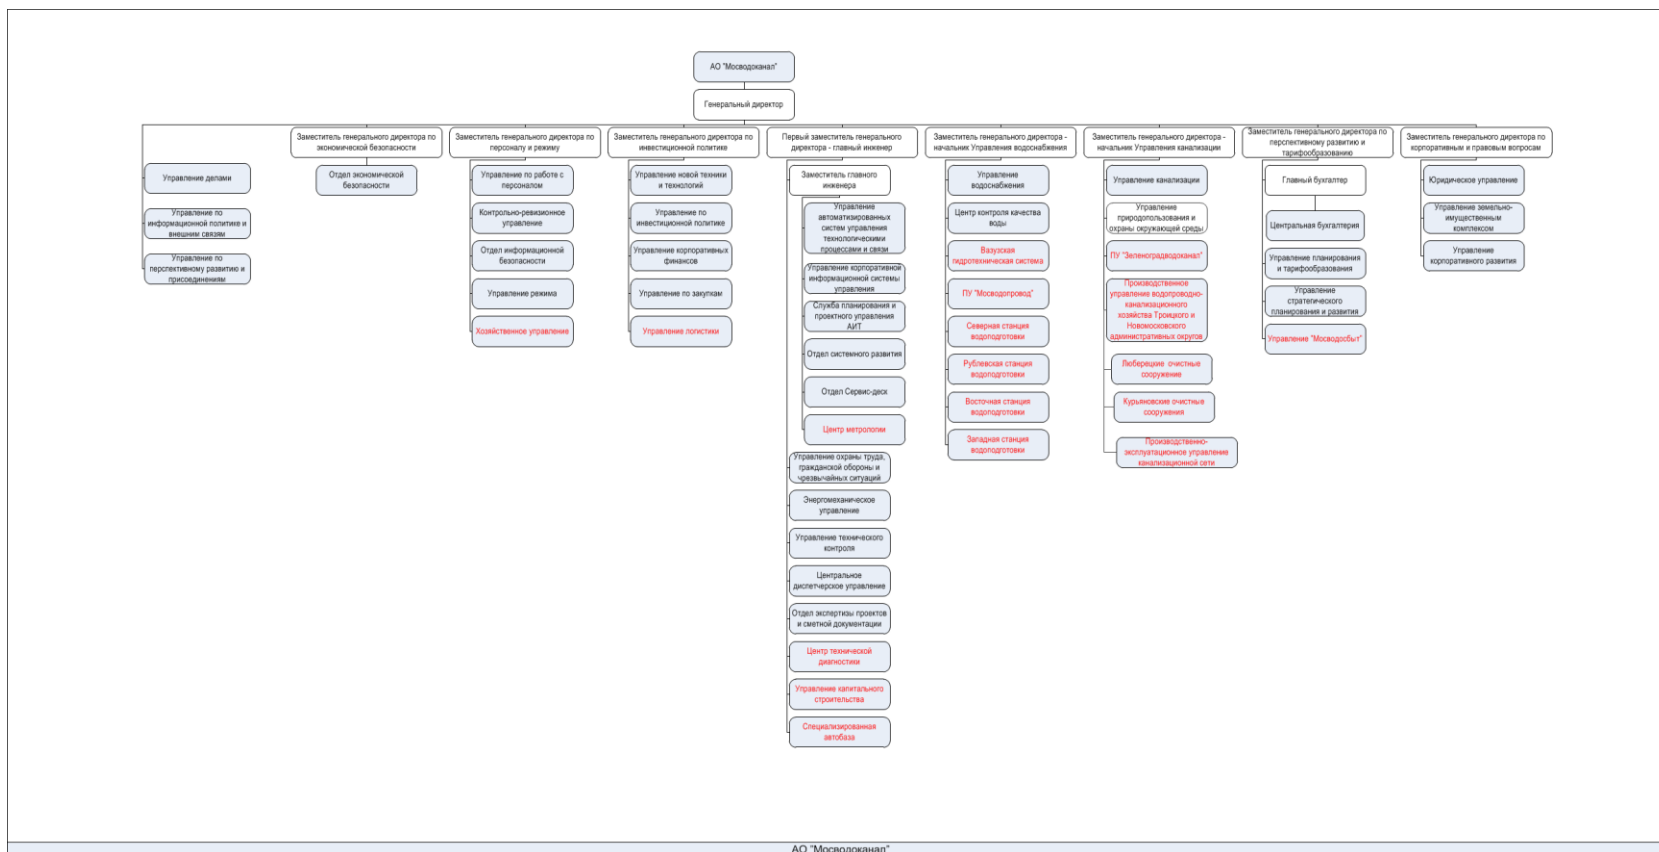 АО "Мосводоканал"
Генеральный директор
Управление делами
Управление по
информационной политике и
внешним связям
Управление по
перспективному развитию и
присоединениям
Заместитель генерального директора по
экономической безопасности
Отдел экономической
безопасности
Заместитель генерального директора по
персоналу и режиму
Управление по работе с
персоналом
Контрольно-ревизионное
управление
Отдел информационной
безопасности
Управление режима
Хозяйственное управление
Заместитель генерального директора по
инвестиционной политике
Управление новой техники
и технологий
Управление по
инвестиционной политике
Управление корпоративных
финансов
Управление по закупкам
Управление логистики
Первый заместитель генерального
директора - главный инженер
Заместитель главного
инженера
Управление
автоматизированных
систем управления
технологическими
процессами и связи
Управление корпоративной
информационной системы
управления
Служба планирования и
проектного управления
АИТ
Отдел системного развития
Отдел Сервис-деск
Центр метрологии
Управление охраны труда,
гражданской обороны и
чрезвычайных ситуаций
Энергомеханическое
управление
Управление технического
контроля
Центральное
диспетчерское управление
Отдел экспертизы проектов
и сметной документации
Центр технической
диагностики
Управление капитального
строительства
Специализированная
автобаза
Заместитель генерального директора -
начальник Управления водоснабжения
Управление
водоснабжения
Центр контроля качества
воды
Вазузская
гидротехническая система
ПУ "Мосводопровод"
Северная станция
водоподготовки
Рублевская станция
водоподготовки
Восточная станция
водоподготовки
Западная станция
водоподготовки
Заместитель генерального директора -
начальник Управления канализации
Управление канализации
Управление
природопользования и
охраны окружающей среды
ПУ "Зеленоградводоканал"
Производственное
управление водопроводно-
канализационного
хозяйства Троицкого и
Новомосковского
административных округов
Люберецкие очистные
сооружение
Курьяновские очистные
сооружения
Производственно-
эксплуатационное управление
канализационной сети
Заместитель генерального директора по
перспективному развитию и
тарифообразованию
Главный бухгалтер
Центральная бухгалтерия
Управление планирования
и тарифообразования
Управление
стратегического
планирования и развития
Управление "Мосводосбыт"
Заместитель генерального директора по
корпоративным и правовым вопросам
Юридическое управление
Управление земельно-
имущественным
комплексом
Управление
корпоративного развития
АО "Мосводоканал"